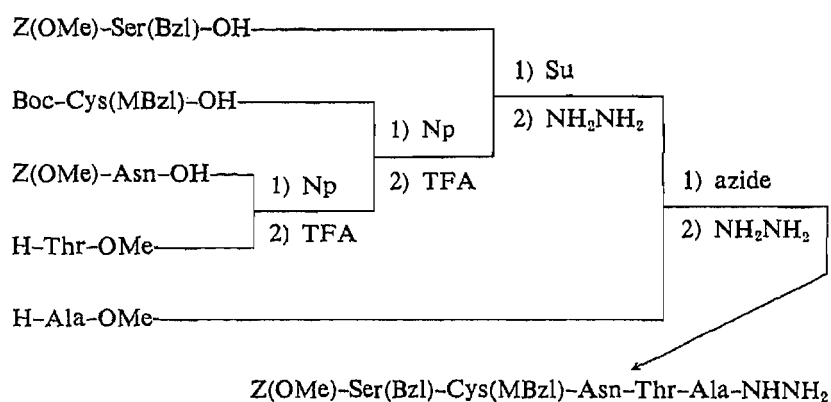 Z(OMe)–Ser(Bzl)–OH
1) Su
2) NH₂NH₂
Boc–Cys(MBzl)–OH
1) Np
2) TFA
Z(OMe)–Asn–OH
1) Np
2) TFA
1) azide
2) NH₂NH₂
H–Thr–OMe
H–Ala–OMe
Z(OMe)–Ser(Bzl)–Cys(MBzl)–Asn–Thr–Ala–NHNH₂